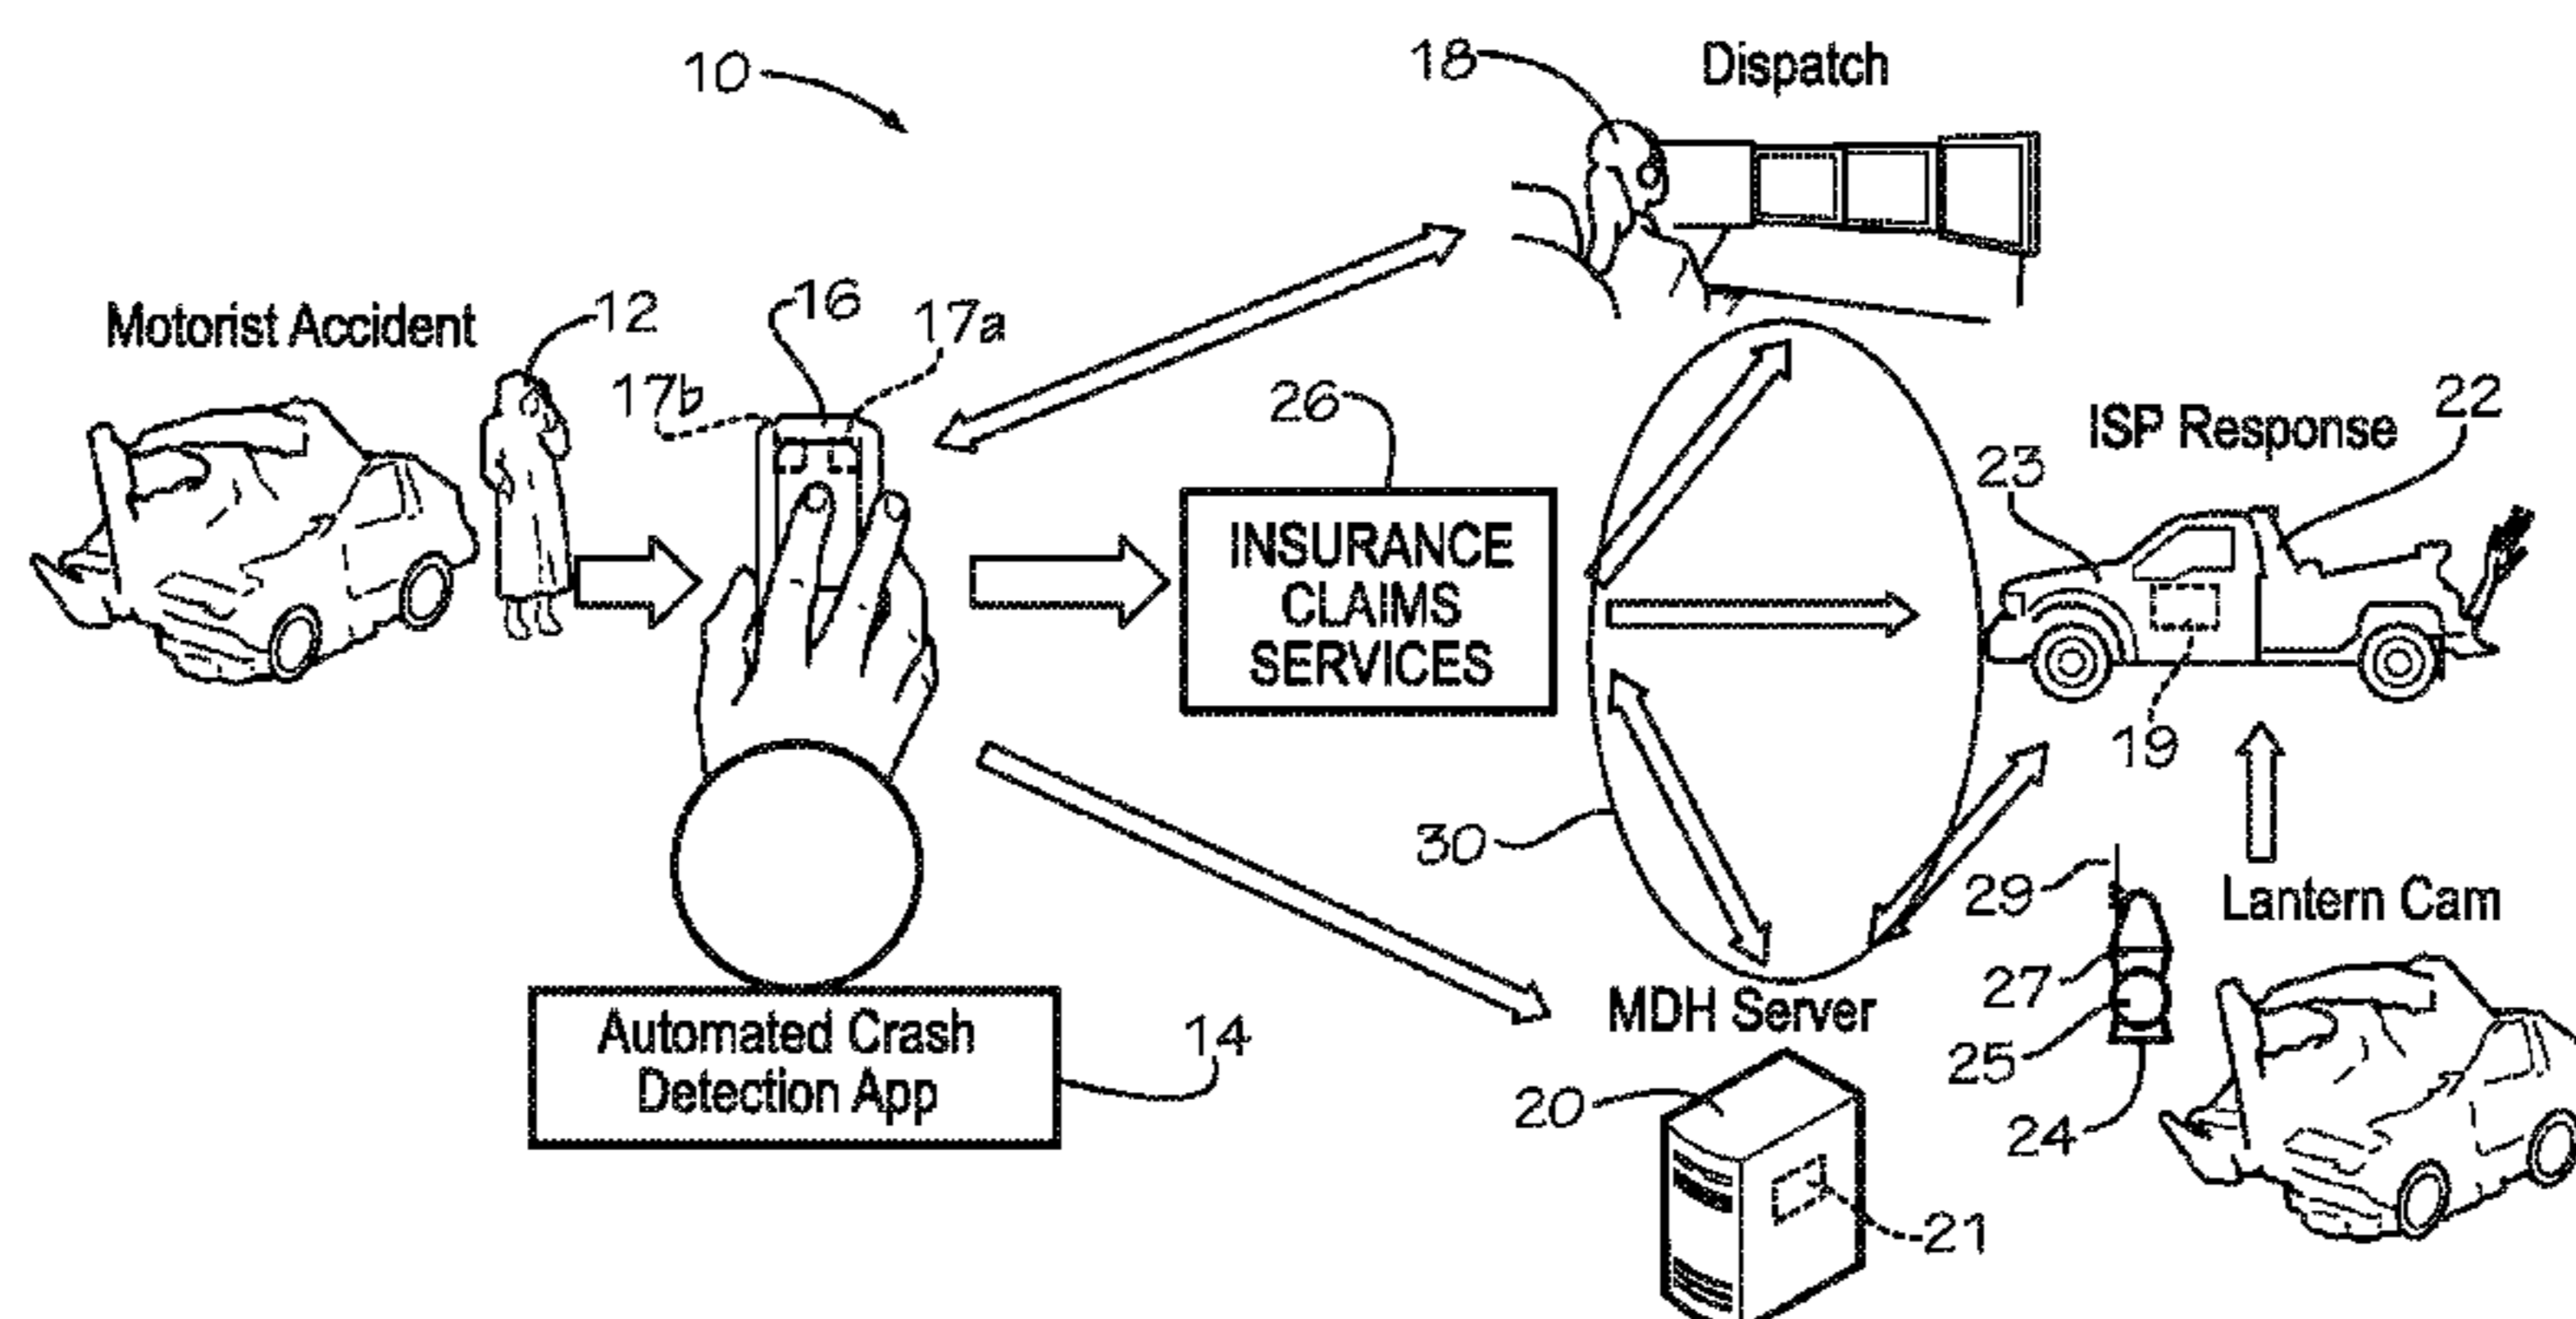 10
18
Dispatch
Motorist Accident
12
16
17a
17b
26
INSURANCE
CLAIMS
SERVICES
ISP Response
22
23
19
30
29
Lantern Cam
27
25
24
MDH Server
20
21
Automated Crash
Detection App
14